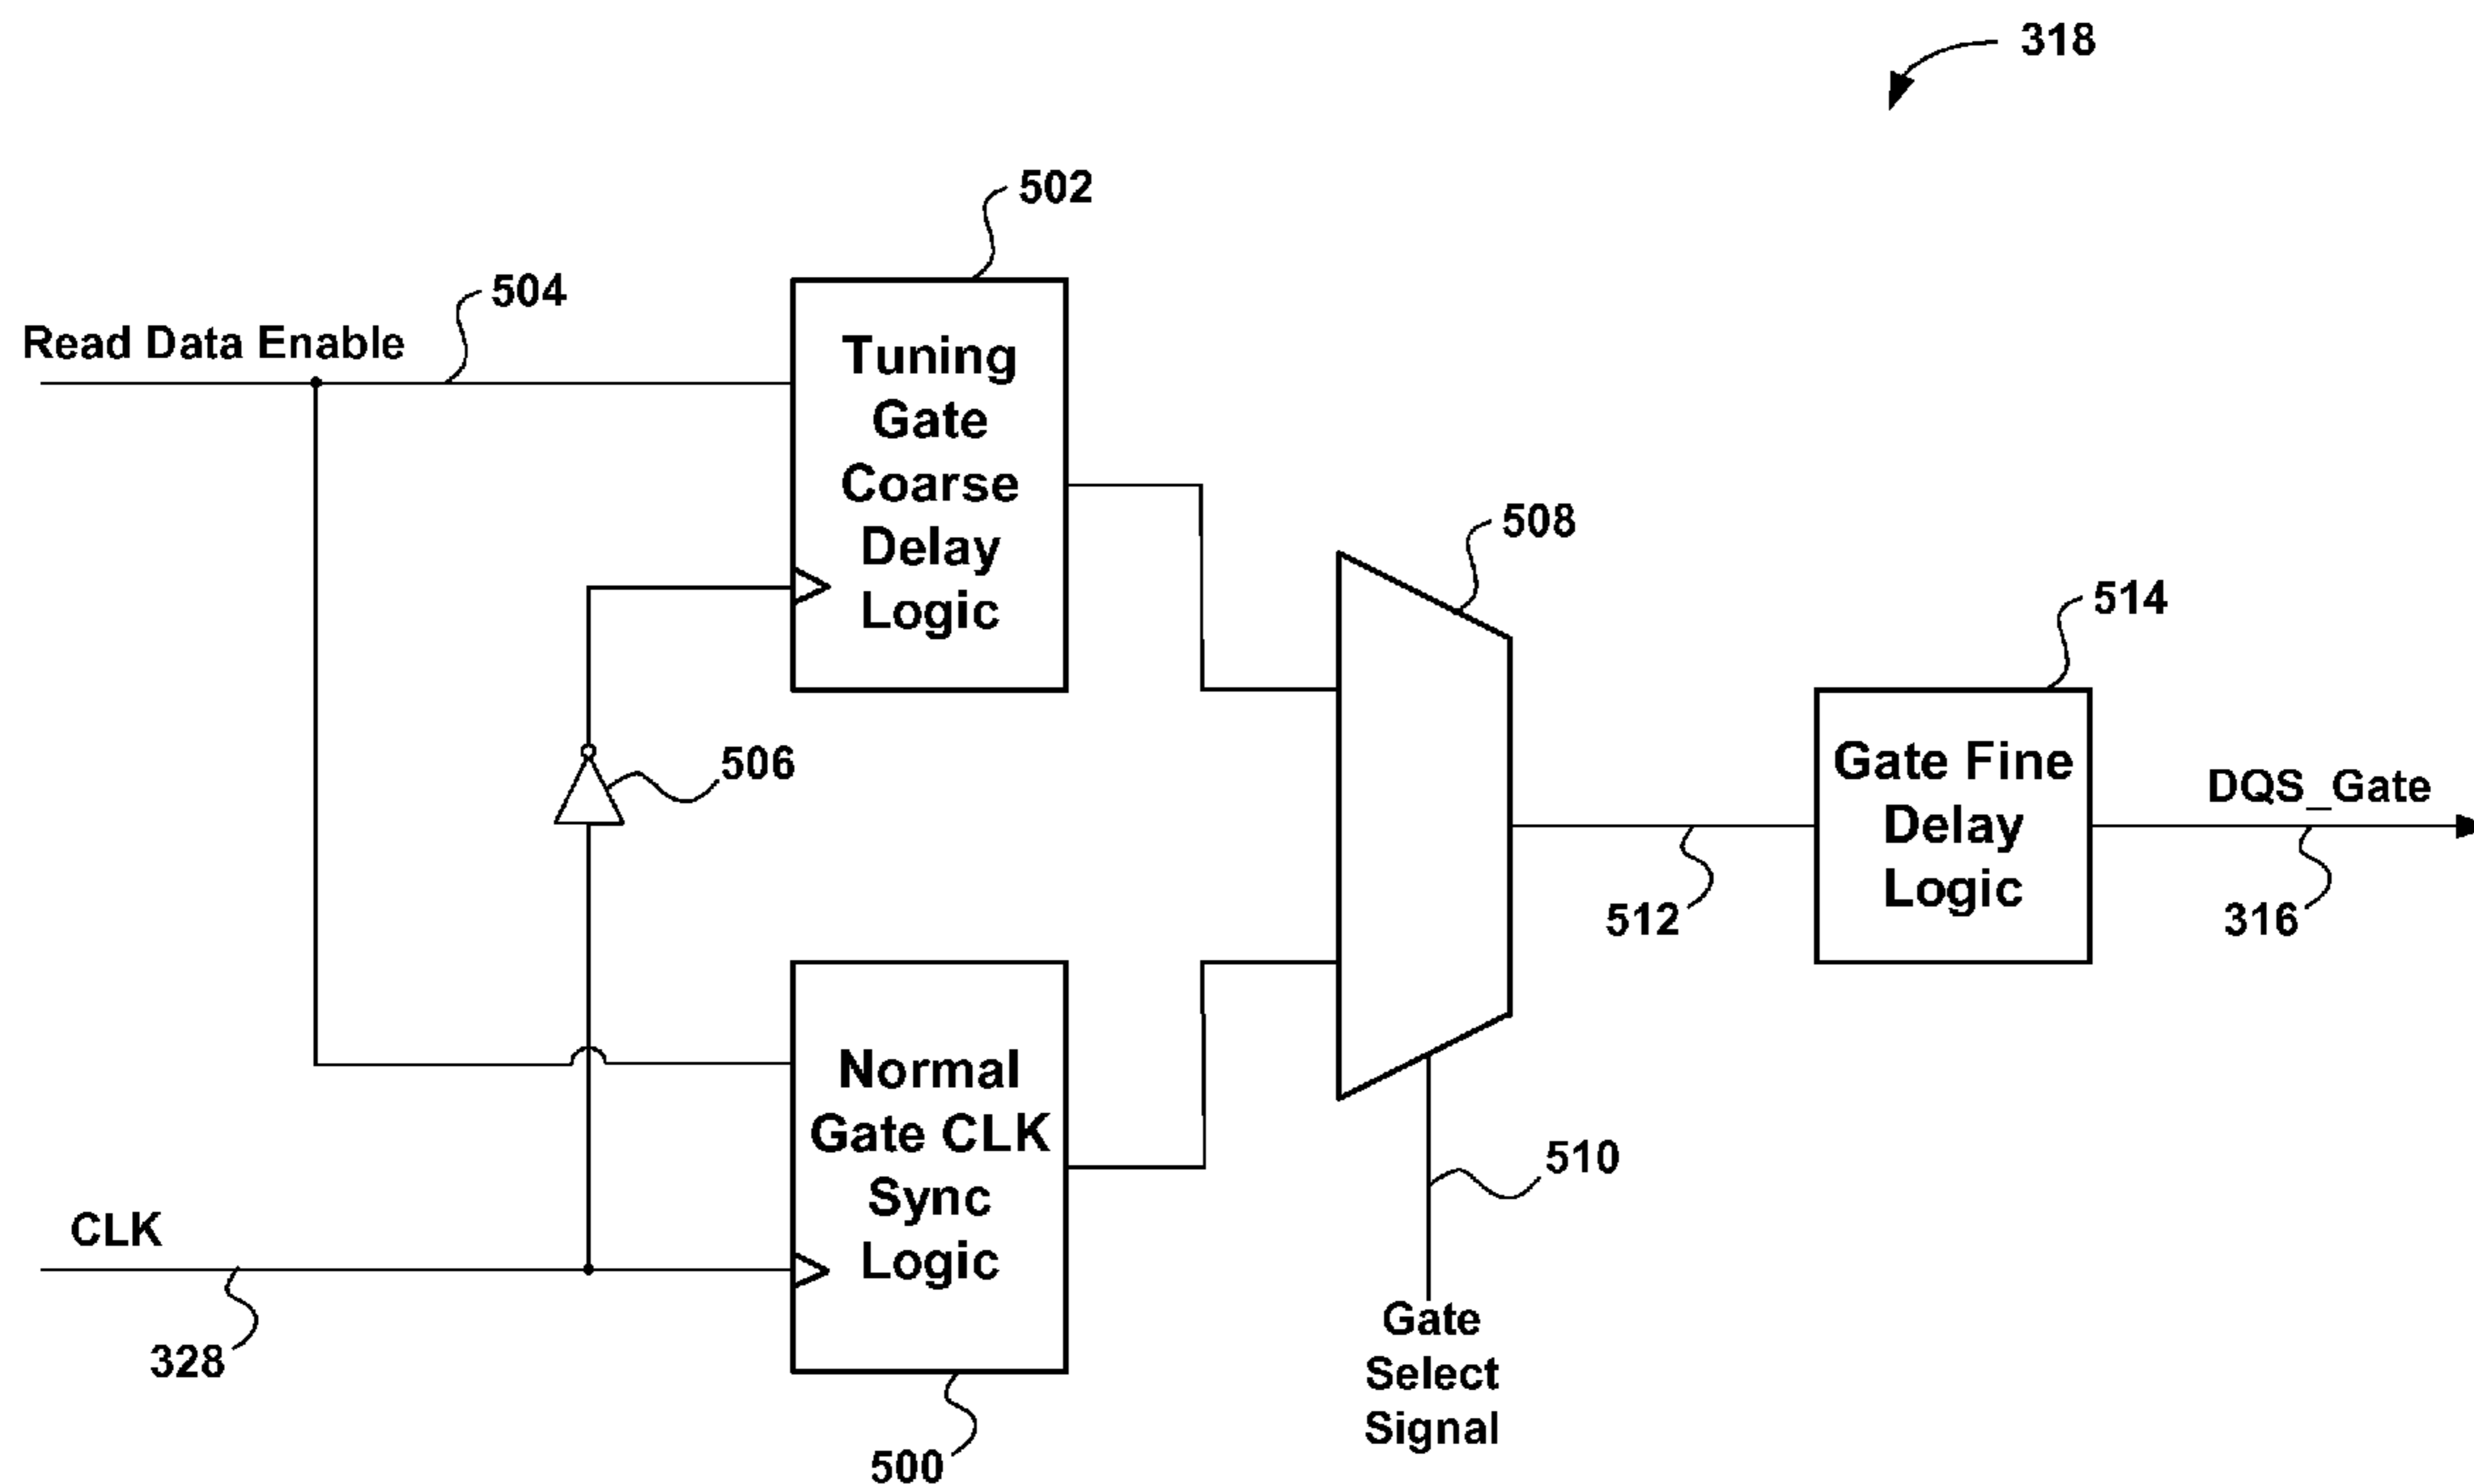 318
502
504
Read Data Enable
Tuning
Gate
Coarse
Delay
Logic
508
514
506
Gate Fine
Delay
Logic
DQS_Gate
512
316
Normal
Gate CLK
Sync
Logic
510
CLK
328
Gate
Select
Signal
500